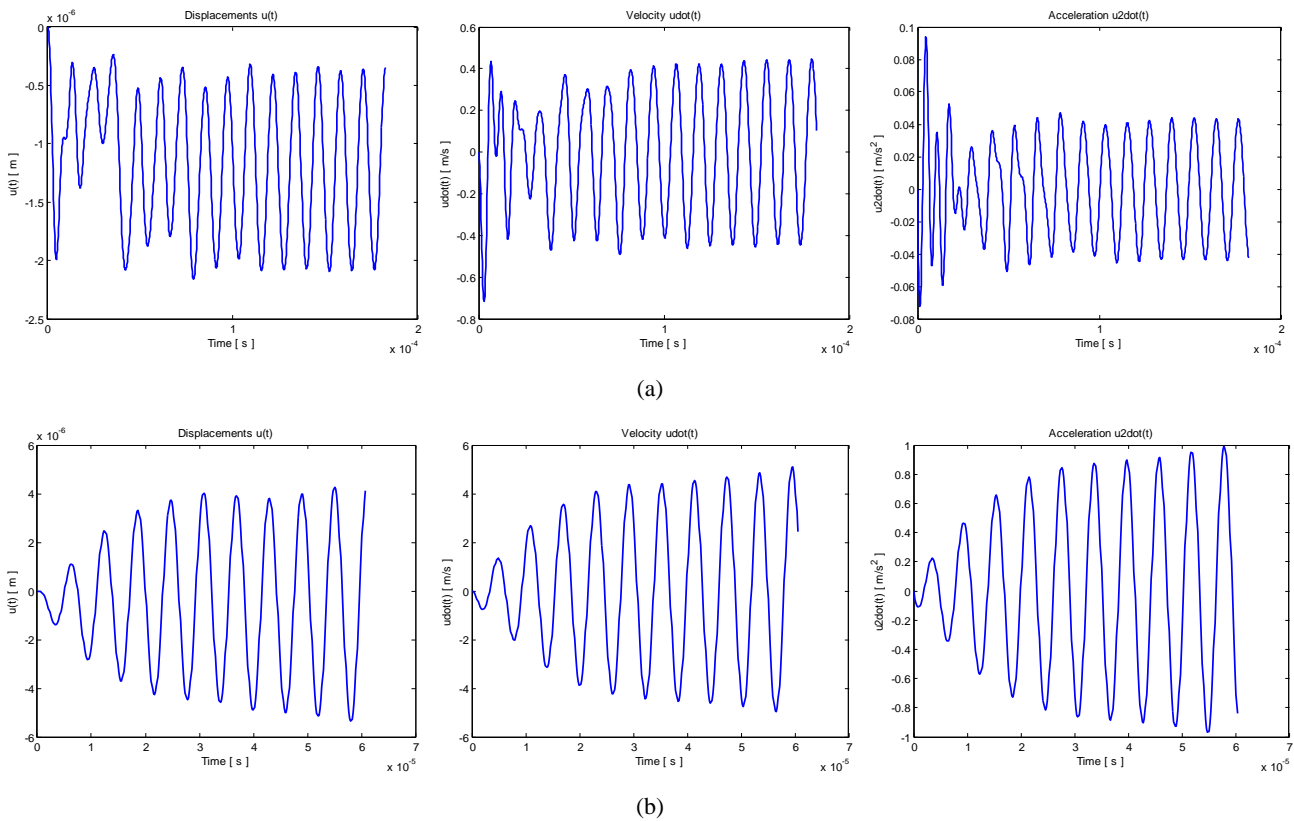 x 10^-6
Displacements u(t)
0
-0.5
-1
-1.5
-2
-2.5
u(t) [ m ]
0
1
2
Time [ s ]
x 10^-4
Velocity udot(t)
0.6
0.4
0.2
0
-0.2
-0.4
-0.6
-0.8
udot(t) [ m/s ]
0
1
2
Time [ s ]
x 10^-4
Acceleration u2dot(t)
0.1
0.08
0.06
0.04
0.02
0
-0.02
-0.04
-0.06
-0.08
u2dot(t) [ m/s² ]
0
1
2
Time [ s ]
x 10^-4
(a)
x 10^-6
Displacements u(t)
6
4
2
0
-2
-4
-6
u(t) [ m ]
0
1
2
3
4
5
6
7
Time [ s ]
x 10^-5
Velocity udot(t)
6
4
2
0
-2
-4
-6
udot(t) [ m/s ]
0
1
2
3
4
5
6
7
Time [ s ]
x 10^-5
Acceleration u2dot(t)
1
0.8
0.6
0.4
0.2
0
-0.2
-0.4
-0.6
-0.8
-1
u2dot(t) [ m/s² ]
0
1
2
3
4
5
6
7
Time [ s ]
x 10^-5
(b)